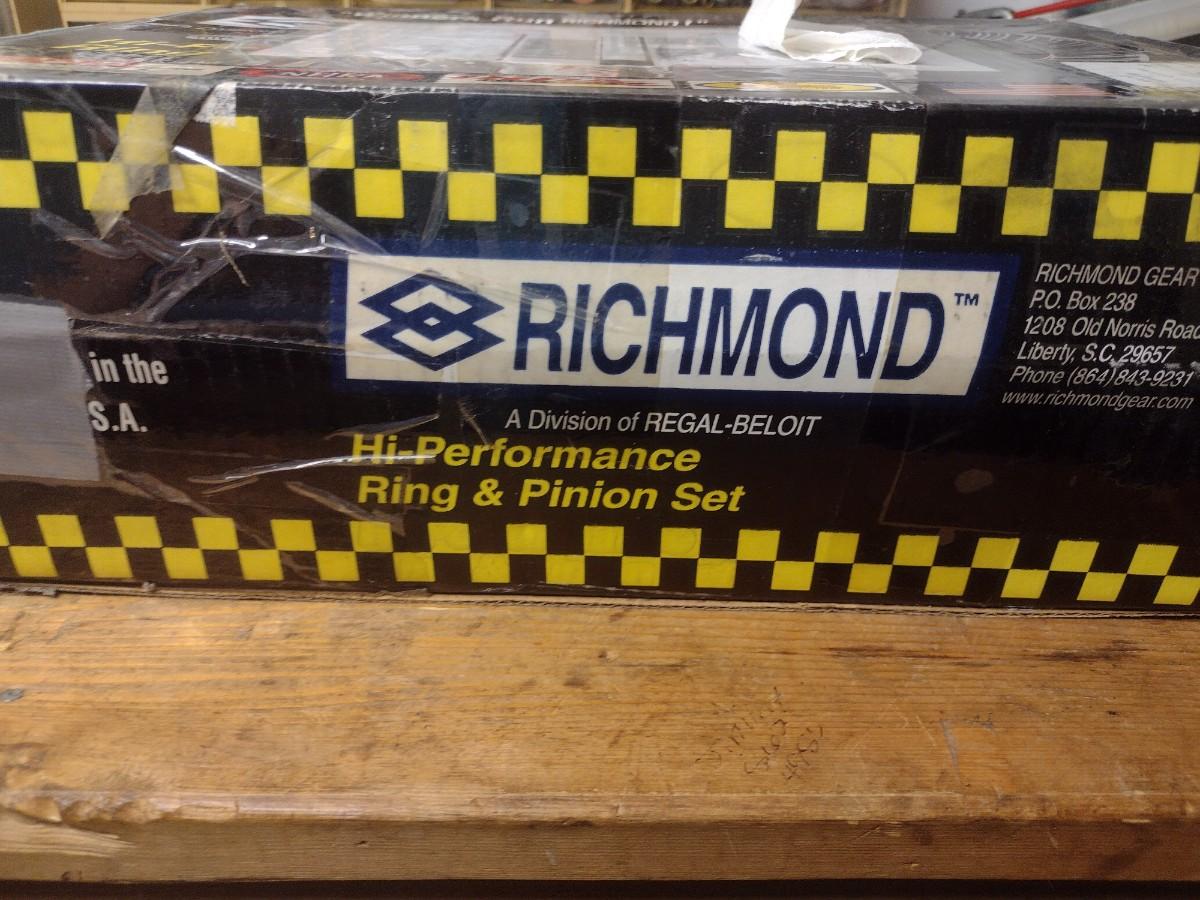 RICHMOND!"
in the
S.A.
RICHMOND™
A Division of REGAL-BELOIT
Hi-Performance
Ring & Pinion Set
RICHMOND GEAR
P.O. Box 238
1208 Old Norris Road
Liberty, S.C. 29657
Phone (864) 843-9231
www.richmondgear.com